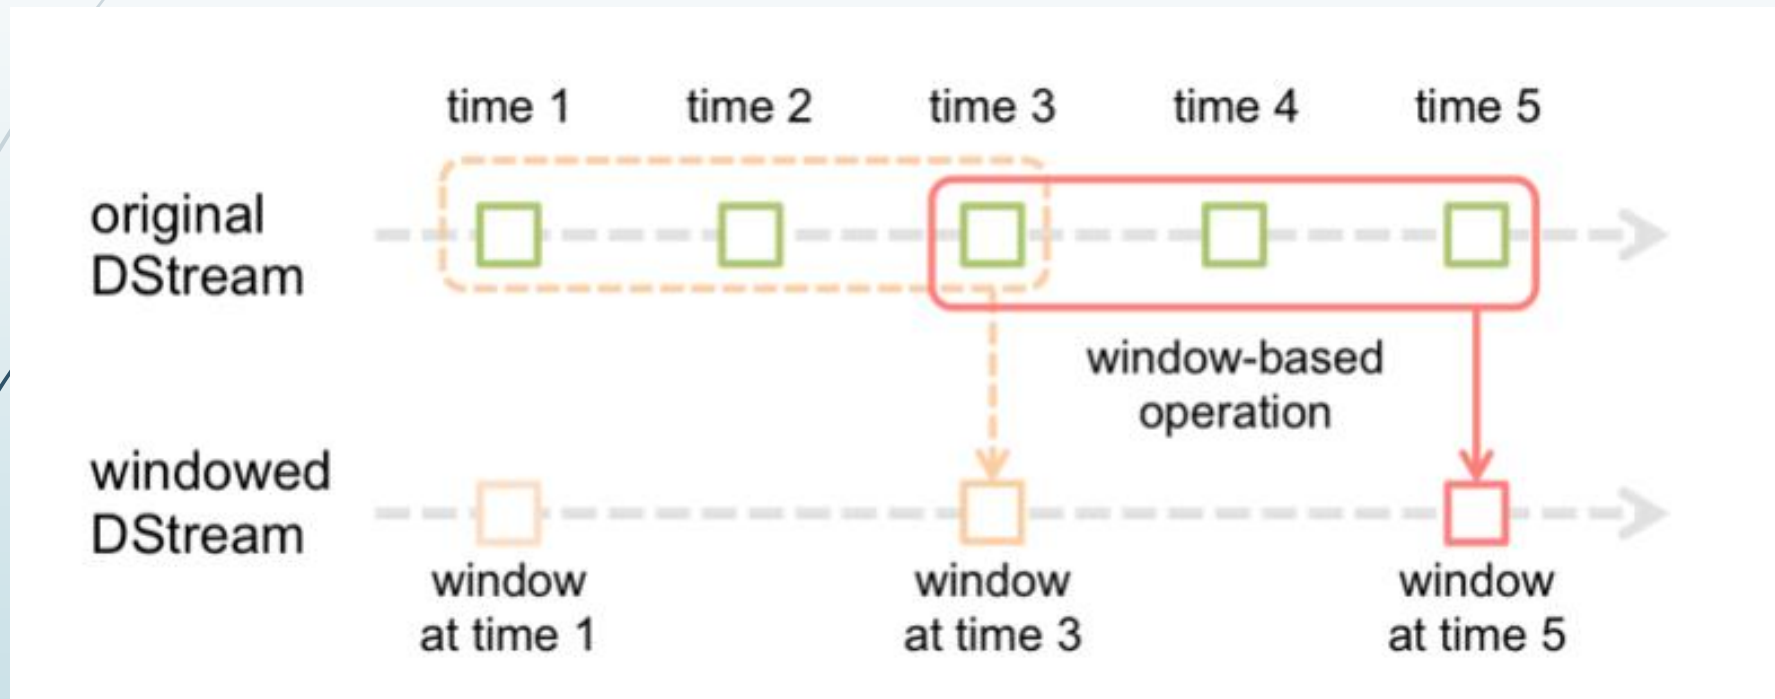 time 1 time 2 time 3 time 4 time 5
original
DStream
window-based
operation
windowed
DStream
window window window
at time 1 at time 3 at time 5